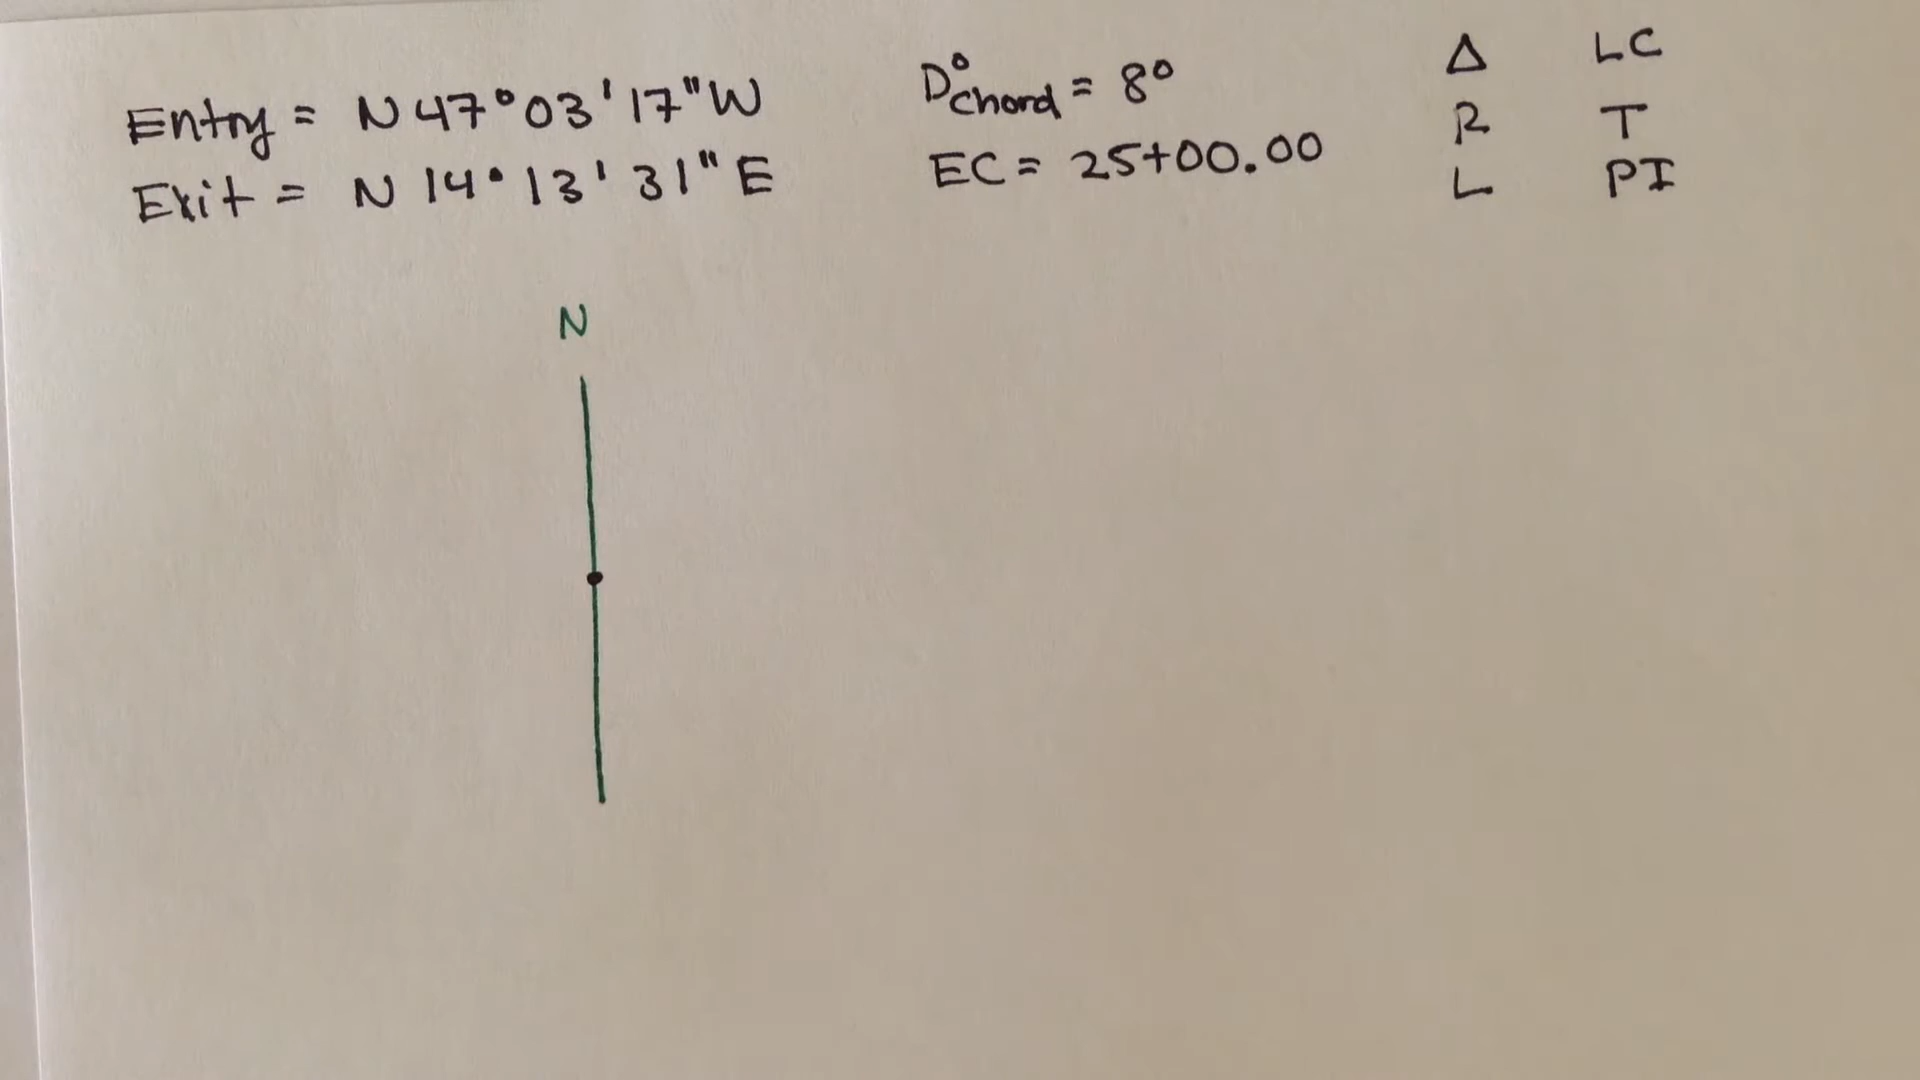 Entry = N 47°03'17"W
Exit = N 14°13'31"E
D°chord = 8°
EC = 25+00.00
Δ LC
R T
L PI
N